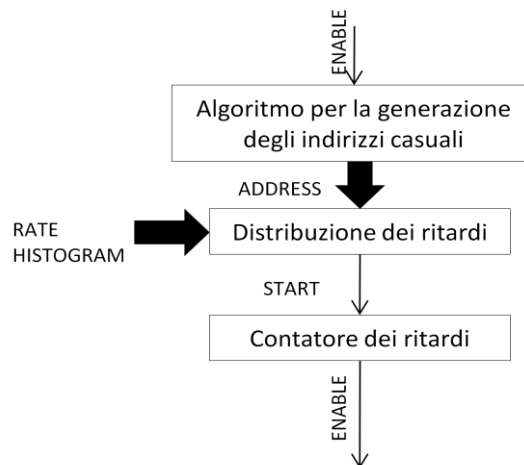 ENABLE
Algoritmo per la generazione
degli indirizzi casuali
ADDRESS
RATE
HISTOGRAM
Distribuzione dei ritardi
START
Contatore dei ritardi
ENABLE